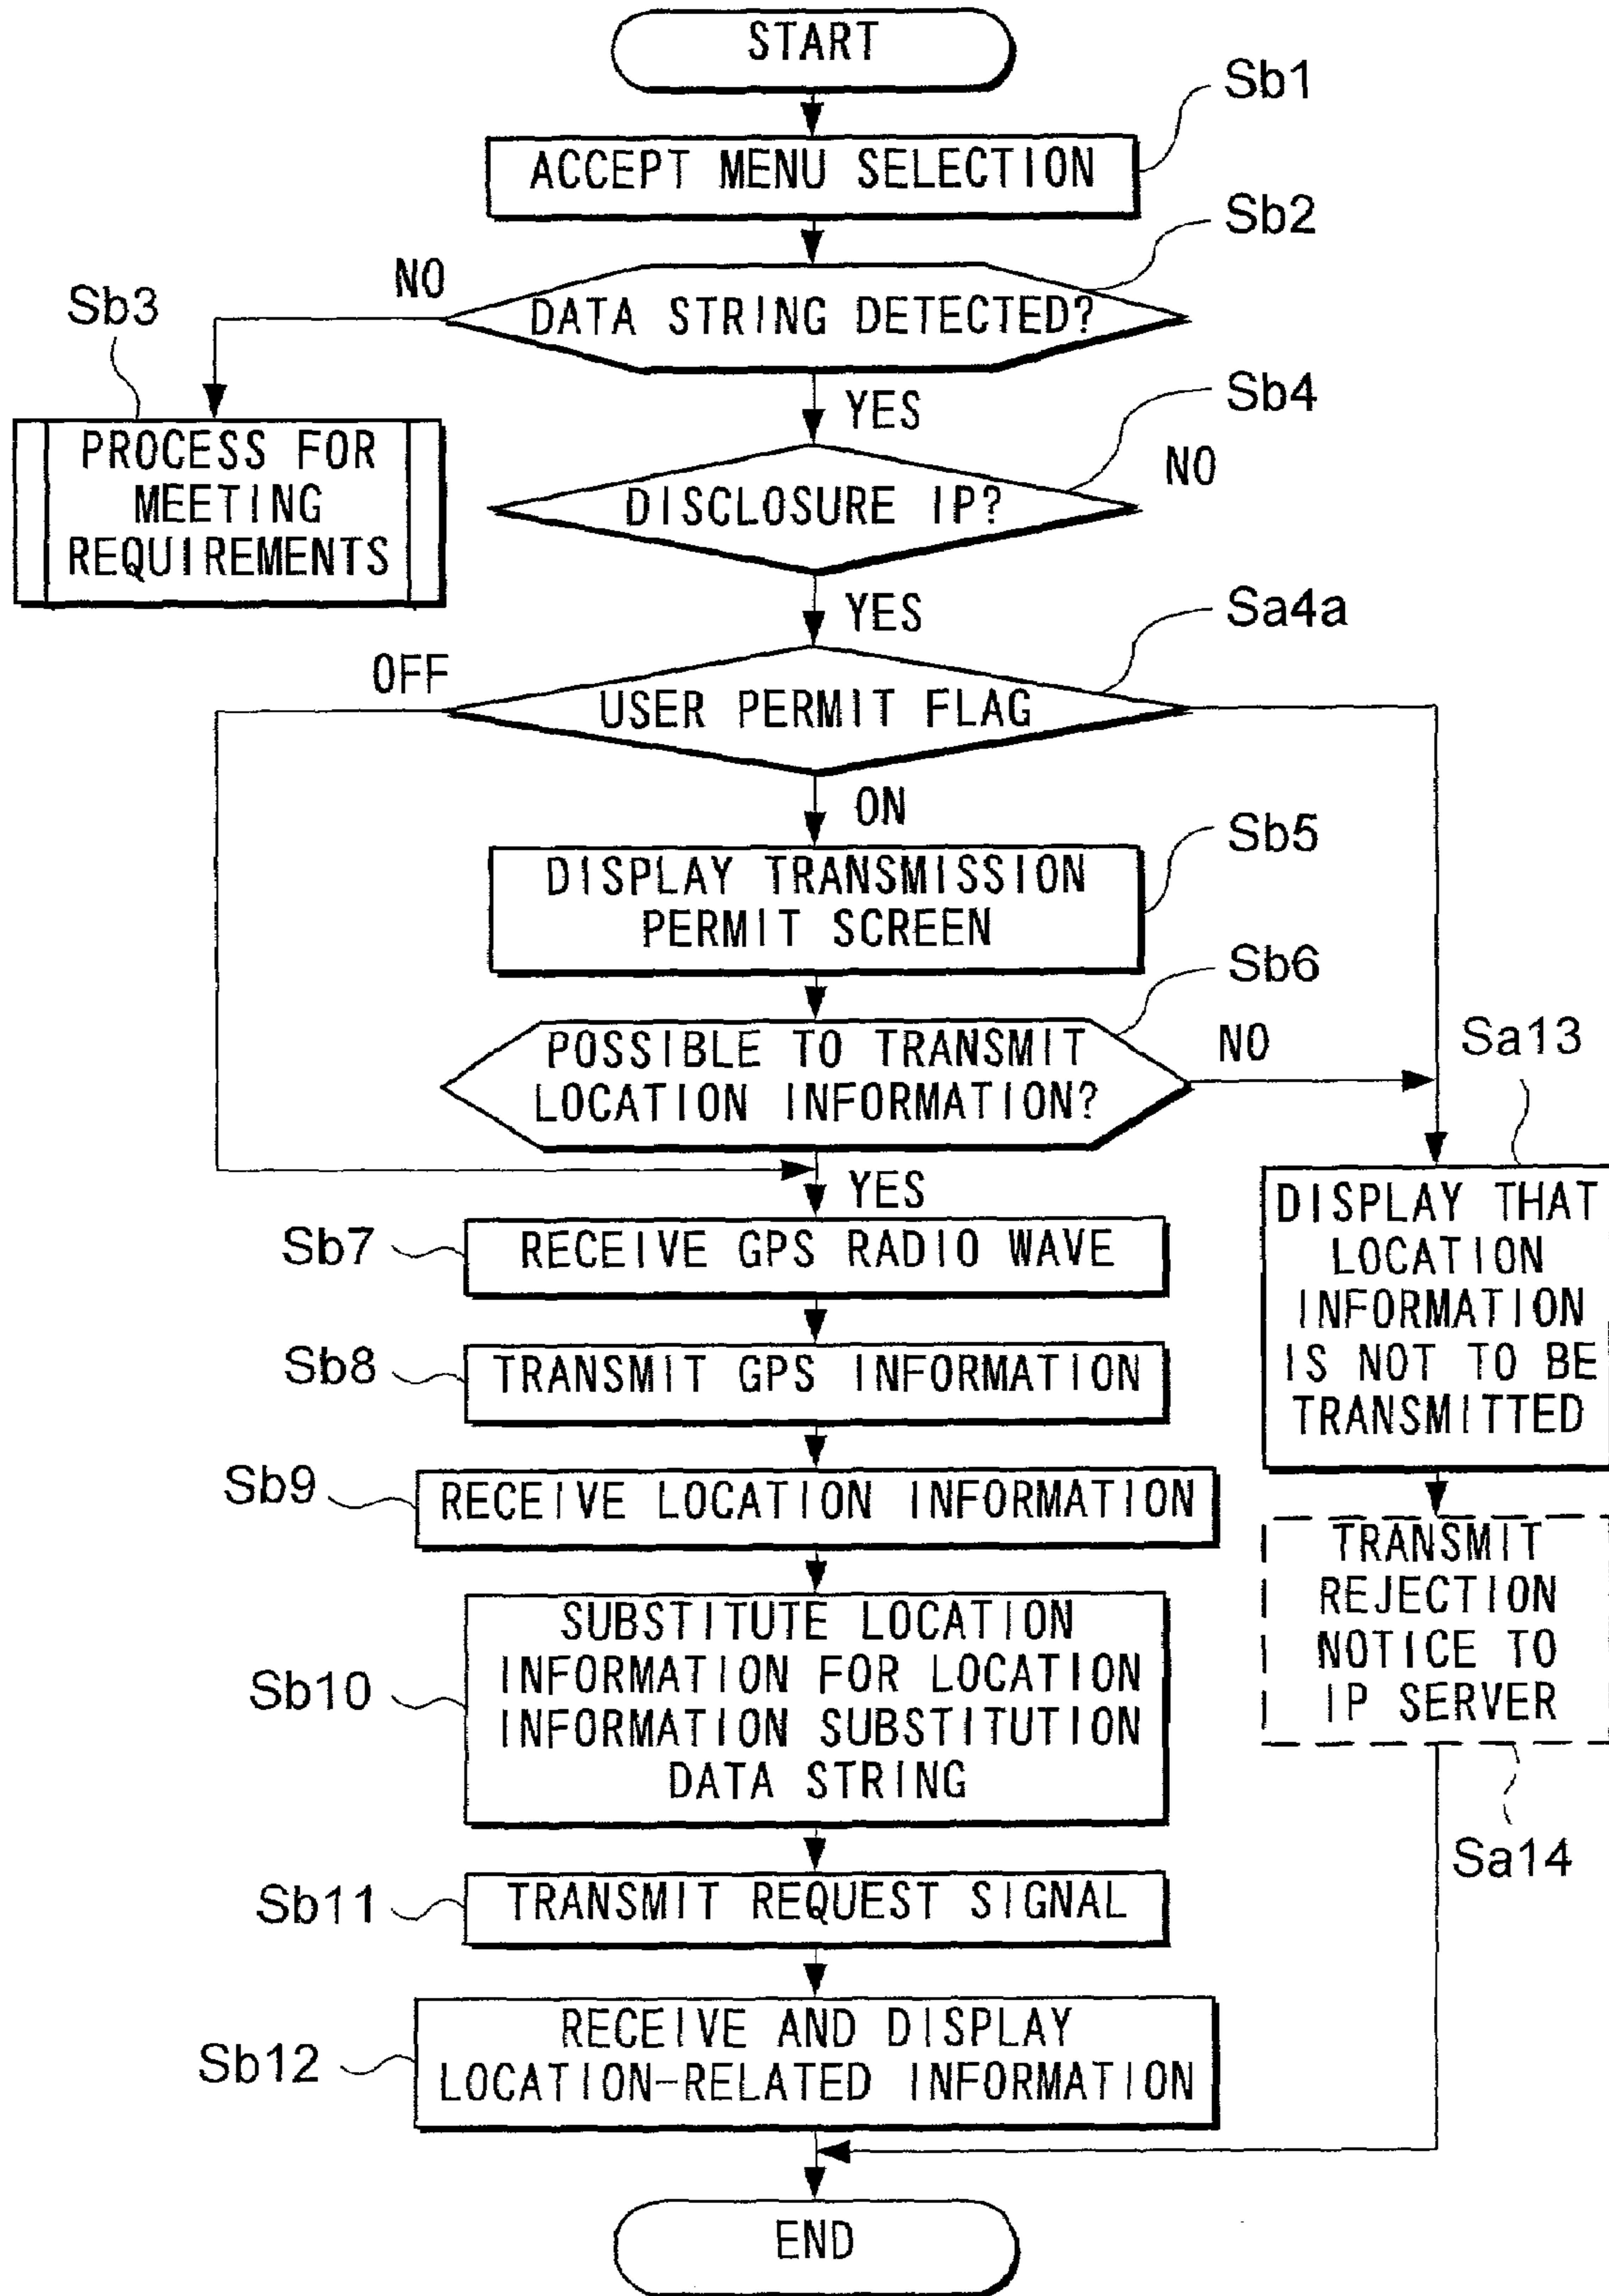 START
Sb1
ACCEPT MENU SELECTION
Sb2
NO
DATA STRING DETECTED?
Sb3
YES
Sb4
PROCESS FOR
MEETING
REQUIREMENTS
NO
DISCLOSURE IP?
YES
Sa4a
OFF
USER PERMIT FLAG
ON
Sb5
DISPLAY TRANSMISSION
PERMIT SCREEN
Sb6
POSSIBLE TO TRANSMIT
LOCATION INFORMATION?
NO
Sa13
YES
DISPLAY THAT
LOCATION
INFORMATION
IS NOT TO BE
TRANSMITTED
Sb7
RECEIVE GPS RADIO WAVE
Sb8
TRANSMIT GPS INFORMATION
Sb9
RECEIVE LOCATION INFORMATION
TRANSMIT
REJECTION
NOTICE TO
IP SERVER
Sa14
Sb10
SUBSTITUTE LOCATION
INFORMATION FOR LOCATION
INFORMATION SUBSTITUTION
DATA STRING
Sb11
TRANSMIT REQUEST SIGNAL
Sb12
RECEIVE AND DISPLAY
LOCATION-RELATED INFORMATION
END